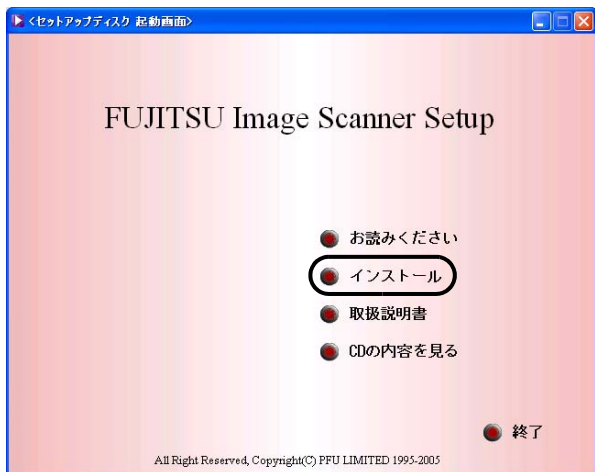 <セットアップディスク 起動画面>
FUJITSU Image Scanner Setup
お読みください
インストール
取扱説明書
CDの内容を見る
終了
All Right Reserved, Copyright(C) PFU LIMITED 1995-2005